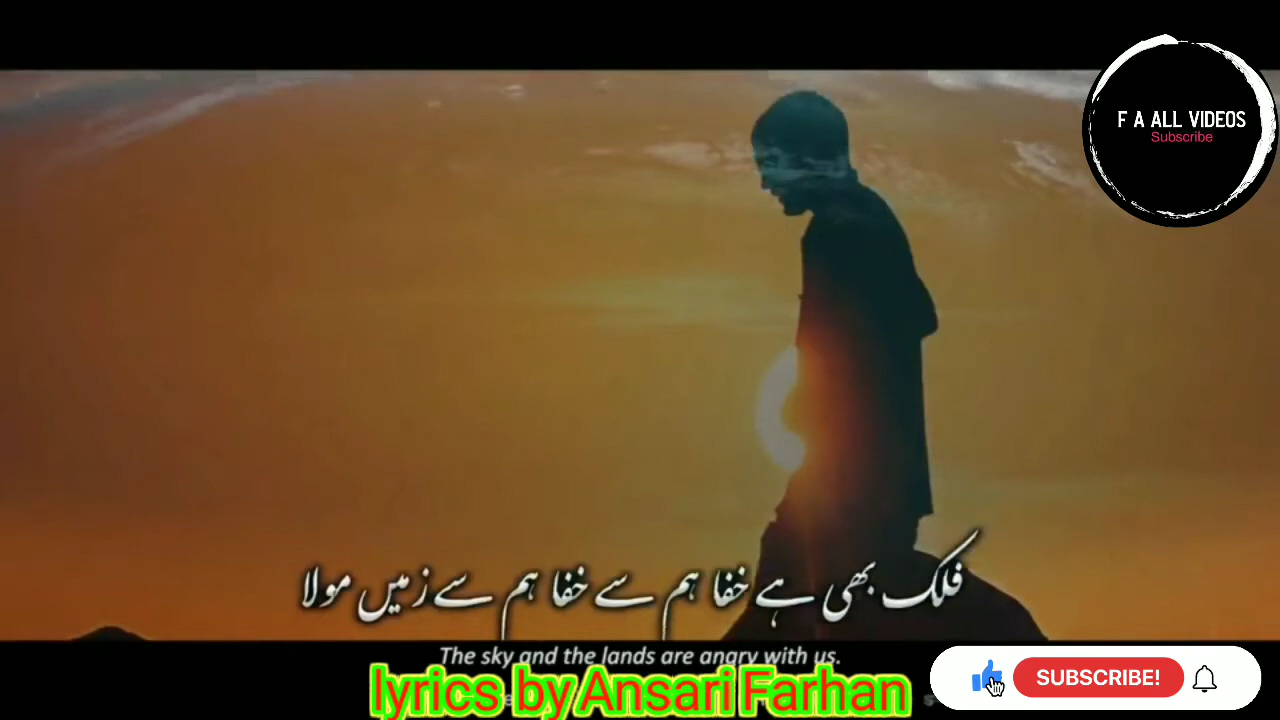 F A ALL VIDEOS
Subscribe
فلک بھی ہے خفا ہم سے خفا ہم سے زمیں مولا
The sky and the lands are angry with us.
lyrics by Ansari Farhan
SUBSCRIBE!